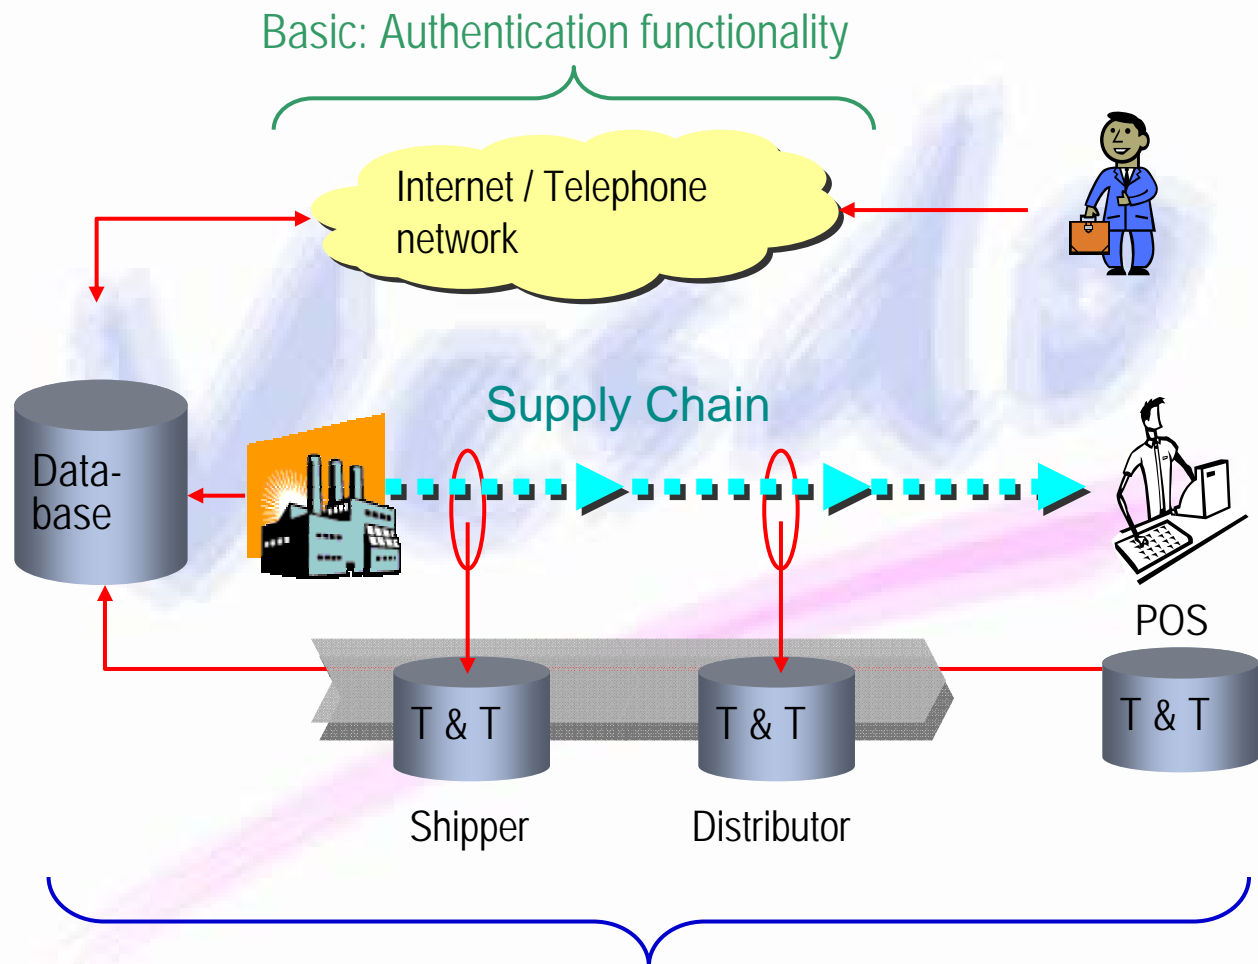 Basic: Authentication functionality
Internet / Telephone
network
Supply Chain
Data-
base
POS
T & T
T & T
T & T
Shipper
Distributor